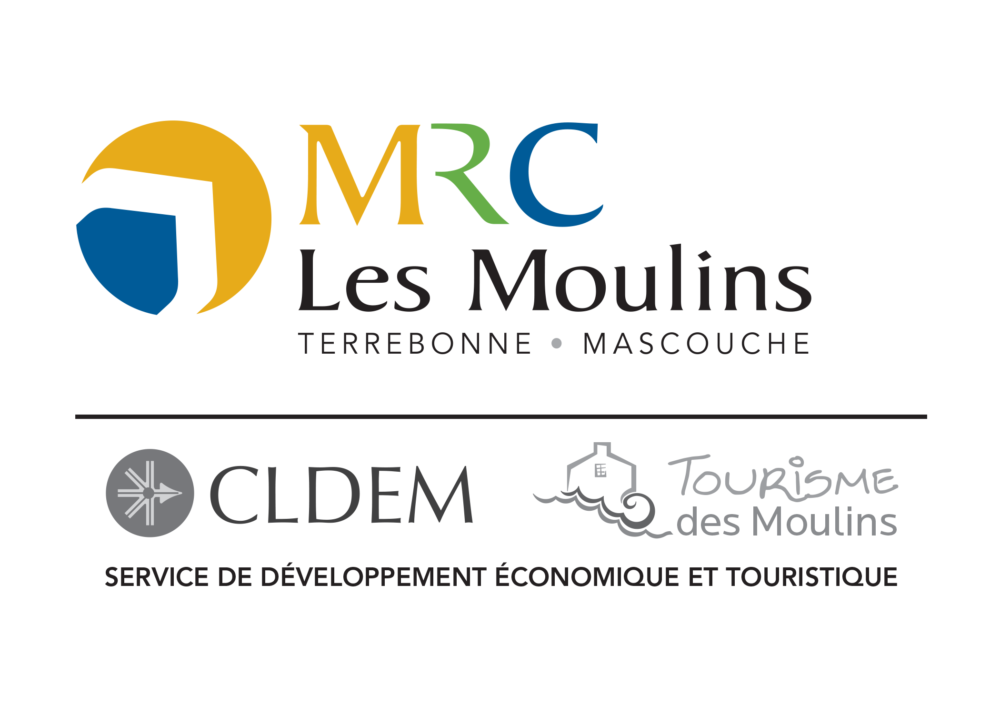 MRC
Les Moulins
TERREBONNE • MASCOUCHE
CLDEM
TOURISME
des Moulins
SERVICE DE DÉVELOPPEMENT ÉCONOMIQUE ET TOURISTIQUE